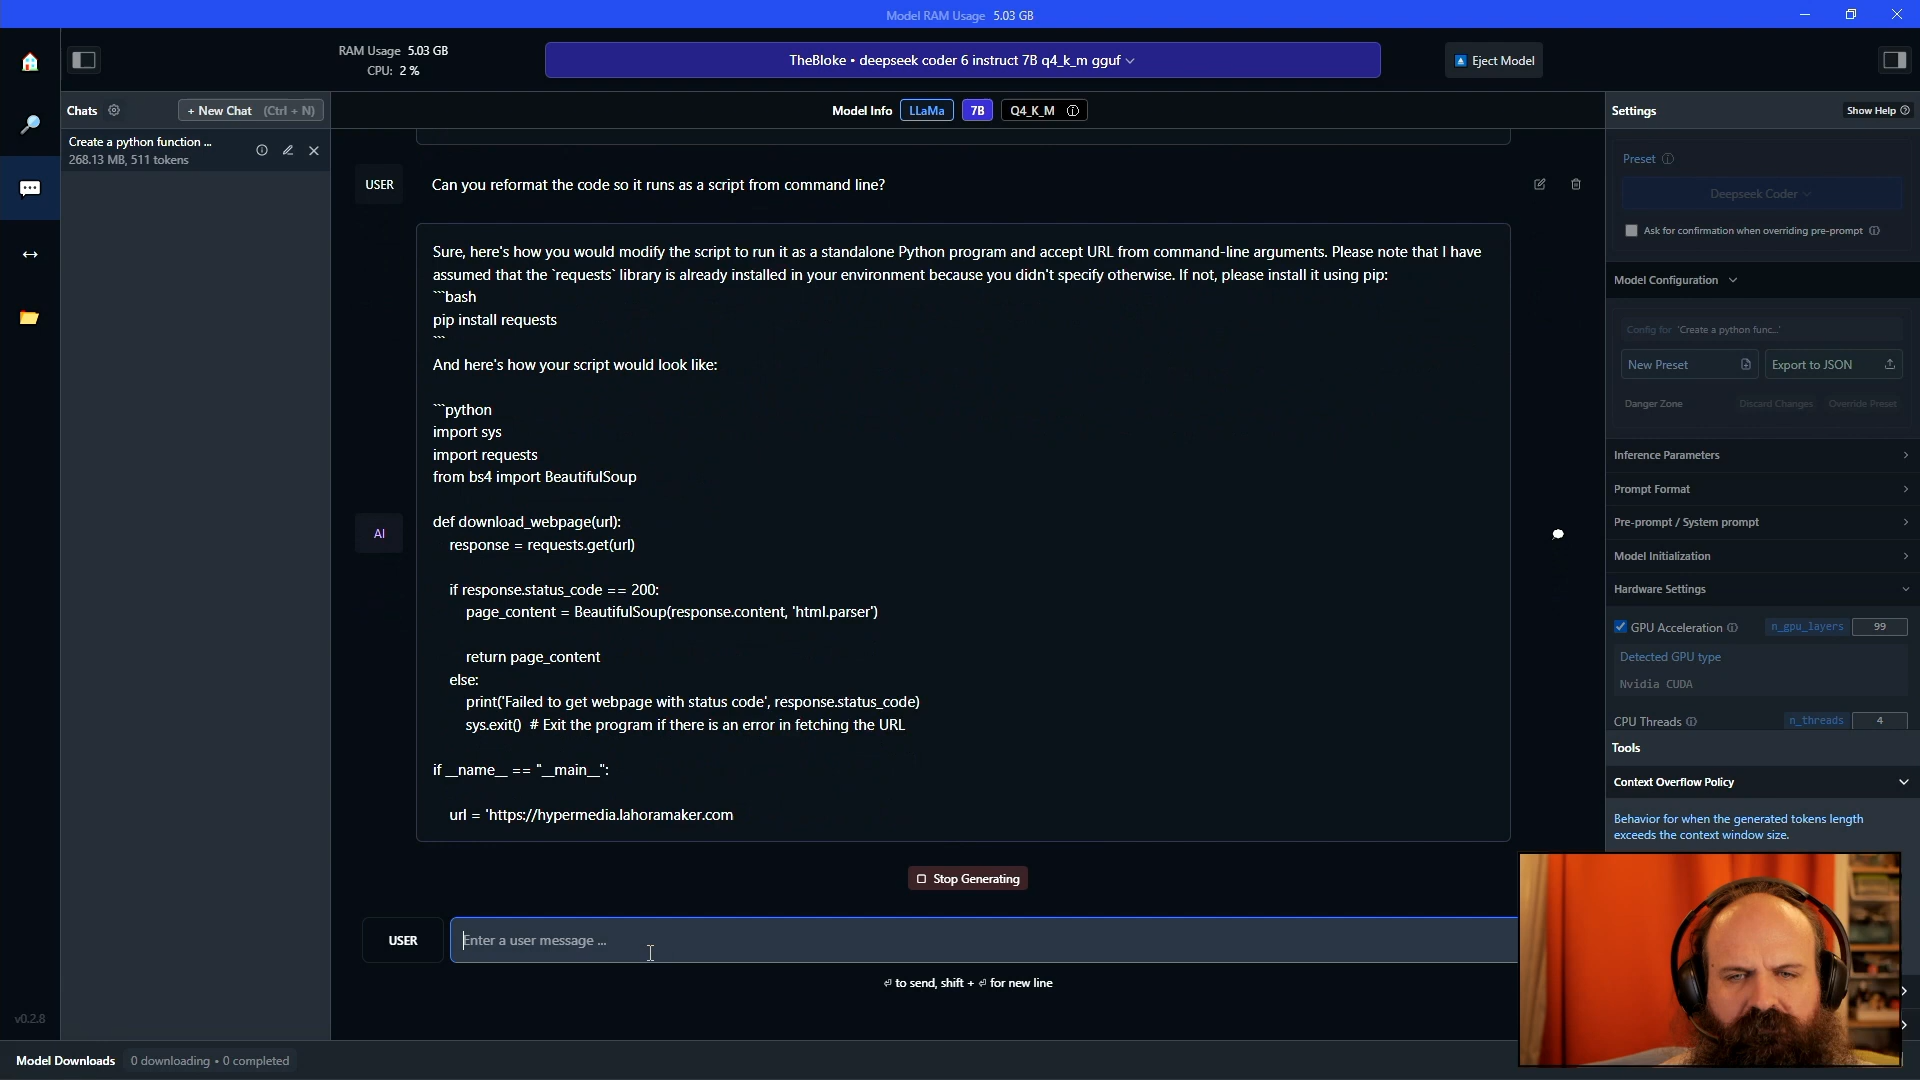 Model RAM Usage 5.03 GB
RAM Usage 5.03 GB
CPU: 2 %
TheBloke • deepseek coder 6 instruct 7B q4_k_m gguf
Eject Model
Chats
+ New Chat (Ctrl + N)
Model Info LLaMa 7B Q4_K_M
Settings
Show Help
Create a python function ...
268.13 MB, 511 tokens
USER
Can you reformat the code so it runs as a script from command line?
AI
Sure, here's how you would modify the script to run it as a standalone Python program and accept URL from command-line arguments. Please note that I have
assumed that the `requests` library is already installed in your environment because you didn't specify otherwise. If not, please install it using pip:
```bash
pip install requests
```
And here's how your script would look like:
```python
import sys
import requests
from bs4 import BeautifulSoup
def download_webpage(url):
response = requests.get(url)
if response.status_code == 200:
page_content = BeautifulSoup(response.content, 'html.parser')
return page_content
else:
print('Failed to get webpage with status code', response.status_code)
sys.exit() # Exit the program if there is an error in fetching the URL
if __name__ == "__main__":
url = 'https://hypermedia.lahoramaker.com
Stop Generating
USER
Enter a user message ...
⏎ to send, shift + ⏎ for new line
Preset
Deepseek Coder
Ask for confirmation when overriding pre-prompt
Model Configuration
Config for 'Create a python func...'
New Preset
Export to JSON
Danger Zone
Discard Changes
Override Preset
Inference Parameters
Prompt Format
Pre-prompt / System prompt
Model Initialization
Hardware Settings
GPU Acceleration n_gpu_layers 99
Detected GPU type
Nvidia CUDA
CPU Threads n_threads 4
Tools
Context Overflow Policy
Behavior for when the generated tokens length
exceeds the context window size.
v0.2.8
Model Downloads 0 downloading • 0 completed